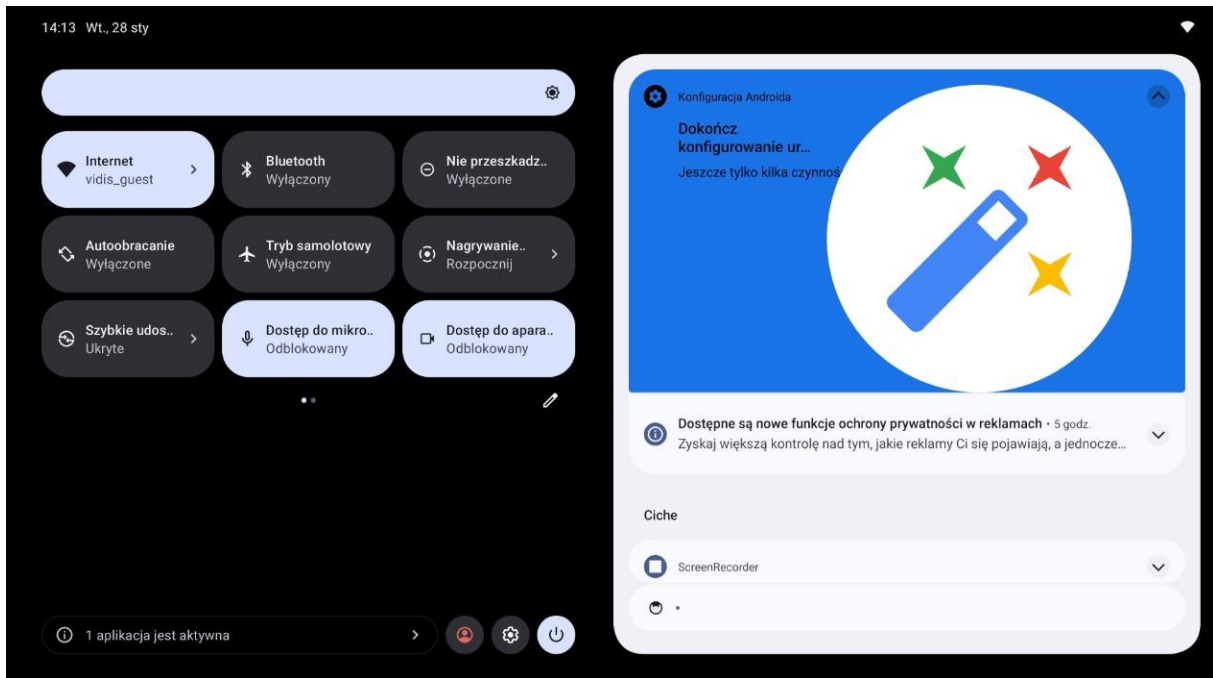 14:13 Wt., 28 sty
Internet
vidis_guest
Bluetooth
Wyłączony
Nie przeszkadz..
Wyłączone
Autoobracanie
Wyłączone
Tryb samolotowy
Wyłączony
Nagrywanie..
Rozpocznij
Szybkie udos..
Ukryte
Dostęp do mikro..
Odblokowany
Dostęp do apara..
Odblokowany
1 aplikacja jest aktywna
Konfiguracja Androida
Dokończ
konfigurowanie ur...
Jeszcze tylko kilka czynnoś
Dostępne są nowe funkcje ochrony prywatności w reklamach • 5 godz.
Zyskaj większą kontrolę nad tym, jakie reklamy Ci się pojawiają, a jednocze...
Ciche
ScreenRecorder